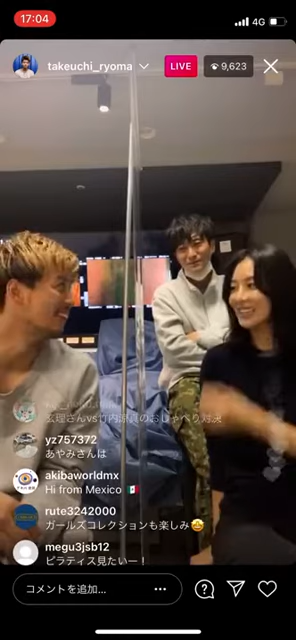 17:04
4G
takeuchi_ryoma
LIVE
9,623
玄理さんvs竹内涼真のおしゃべり対決
yz757372
あやみさんは
akibaworldmx
Hi from Mexico 🇲🇽
rute3242000
ガールズコレクションも楽しみ🤩
megu3jsb12
ピラティス見たいー！
コメントを追加...